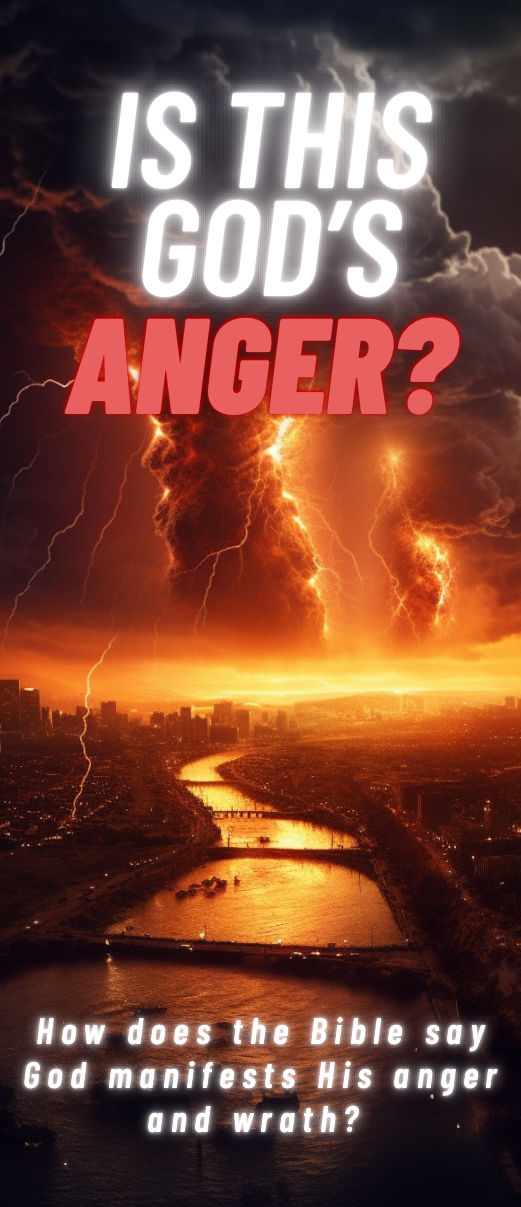 IS THIS
GOD'S
ANGER?
How does the Bible say
God manifests His anger
and wrath?